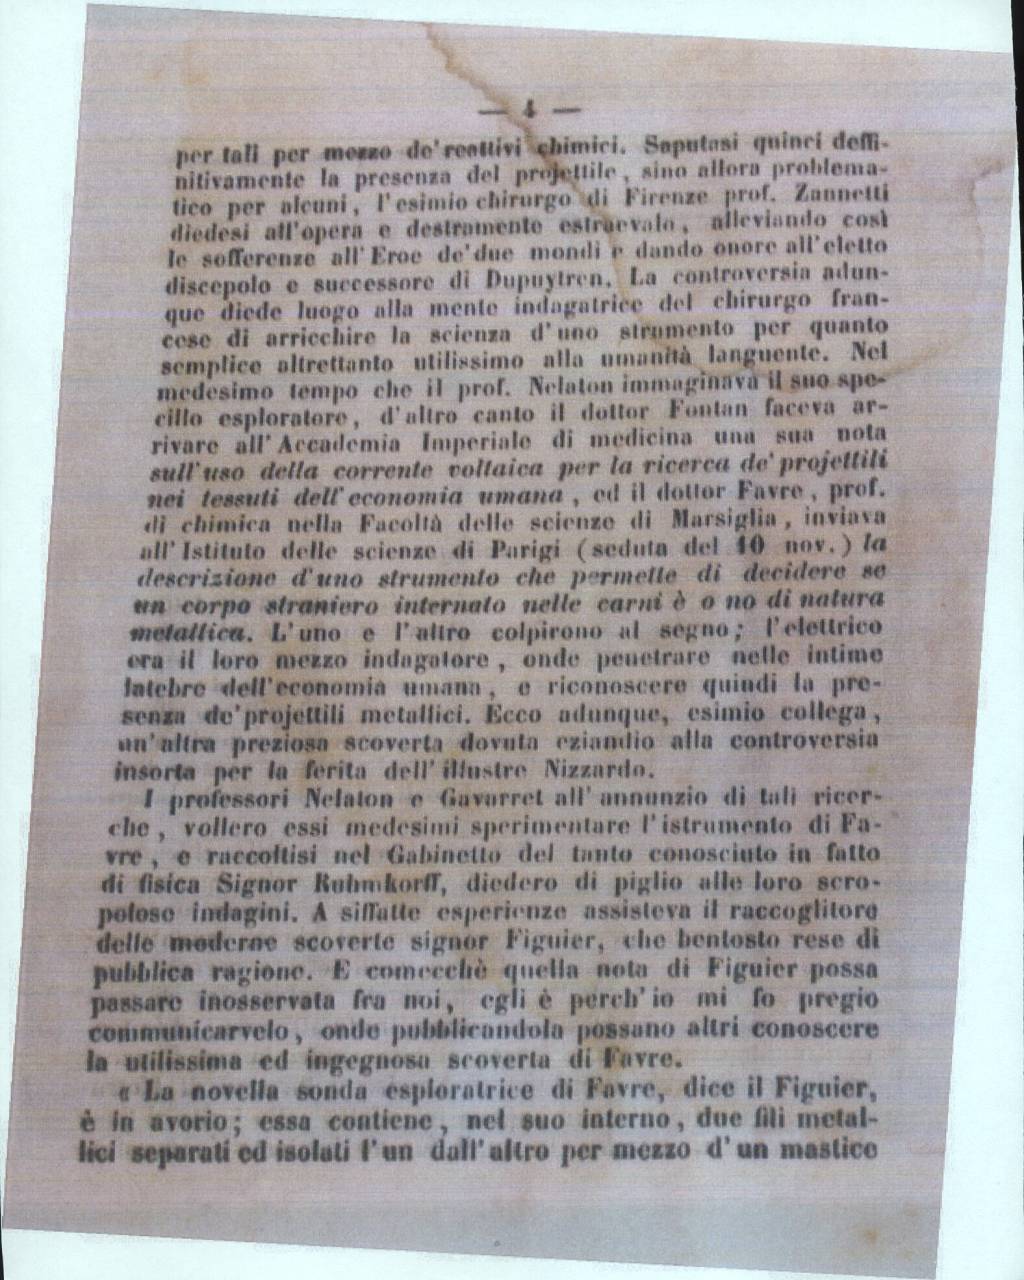 — 4 —
per tali per mezzo de'reattivi chimici. Saputasi quinci deffi-
nitivamente la presenza del projettile, sino allora problema-
tico per alcuni, l'esimio chirurgo di Firenze prof. Zannetti
diedesi all'opera e destramente estraevalo, alleviando così
le sofferenze all'Eroe de'due mondi e dando onore all'eletto
discepolo e successore di Dupuytren. La controversia adun-
que diede luogo alla mente indagatrice del chirurgo fran-
cese di arricchire la scienza d'uno strumento per quanto
semplice altrettanto utilissimo alla umanità languente. Nel
medesimo tempo che il prof. Nelaton immaginava il suo spe-
cillo esploratore, d'altro canto il dottor Fontan faceva ar-
rivare all'Accademia Imperiale di medicina una sua nota
sull'uso della corrente voltaica per la ricerca de'projettili
nei tessuti dell'economia umana, ed il dottor Favre, prof.
di chimica nella Facoltà delle scienze di Marsiglia, inviava
all'Istituto delle scienze di Parigi (seduta del 10 nov.) la
descrizione d'uno strumento che permette di decidere se
un corpo straniero internato nelle carni è o no di natura
metallica. L'uno e l'altro colpirono al segno; l'elettrico
era il loro mezzo indagatore, onde penetrare nelle intime
latebre dell'economia umana, e riconoscere quindi la pre-
senza de'projettili metallici. Ecco adunque, esimio collega,
un'altra preziosa scoverta dovuta eziandio alla controversia
insorta per la ferita dell'illustre Nizzardo.
I professori Nelaton e Gavarret all'annunzio di tali ricer-
che, vollero essi medesimi sperimentare l'istrumento di Fa-
vre, e raccoltisi nel Gabinetto del tanto conosciuto in fatto
di fisica Signor Ruhmkorff, diedero di piglio alle loro scro-
polose indagini. A siffatte esperienze assisteva il raccoglitore
delle moderne scoverte signor Figuier, che bentosto rese di
pubblica ragione. E comecchè quella nota di Figuier possa
passare inosservata fra noi, egli è perch'io mi fo pregio
communicarvelo, onde pubblicandola possano altri conoscere
la utilissima ed ingegnosa scoverta di Favre.
« La novella sonda esploratrice di Favre, dice il Figuier,
è in avorio; essa contiene, nel suo interno, due fili metal-
lici separati ed isolati l'un dall'altro per mezzo d'un mastice